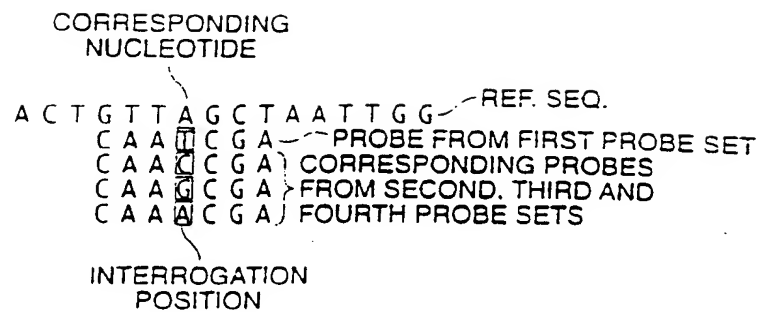 CORRESPONDING
NUCLEOTIDE
A C T G T T A G C T A A T T G G REF. SEQ.
C A A T C G A PROBE FROM FIRST PROBE SET
C A A C C G A CORRESPONDING PROBES
C A A G C G A FROM SECOND, THIRD AND
C A A A C G A FOURTH PROBE SETS
INTERROGATION
POSITION